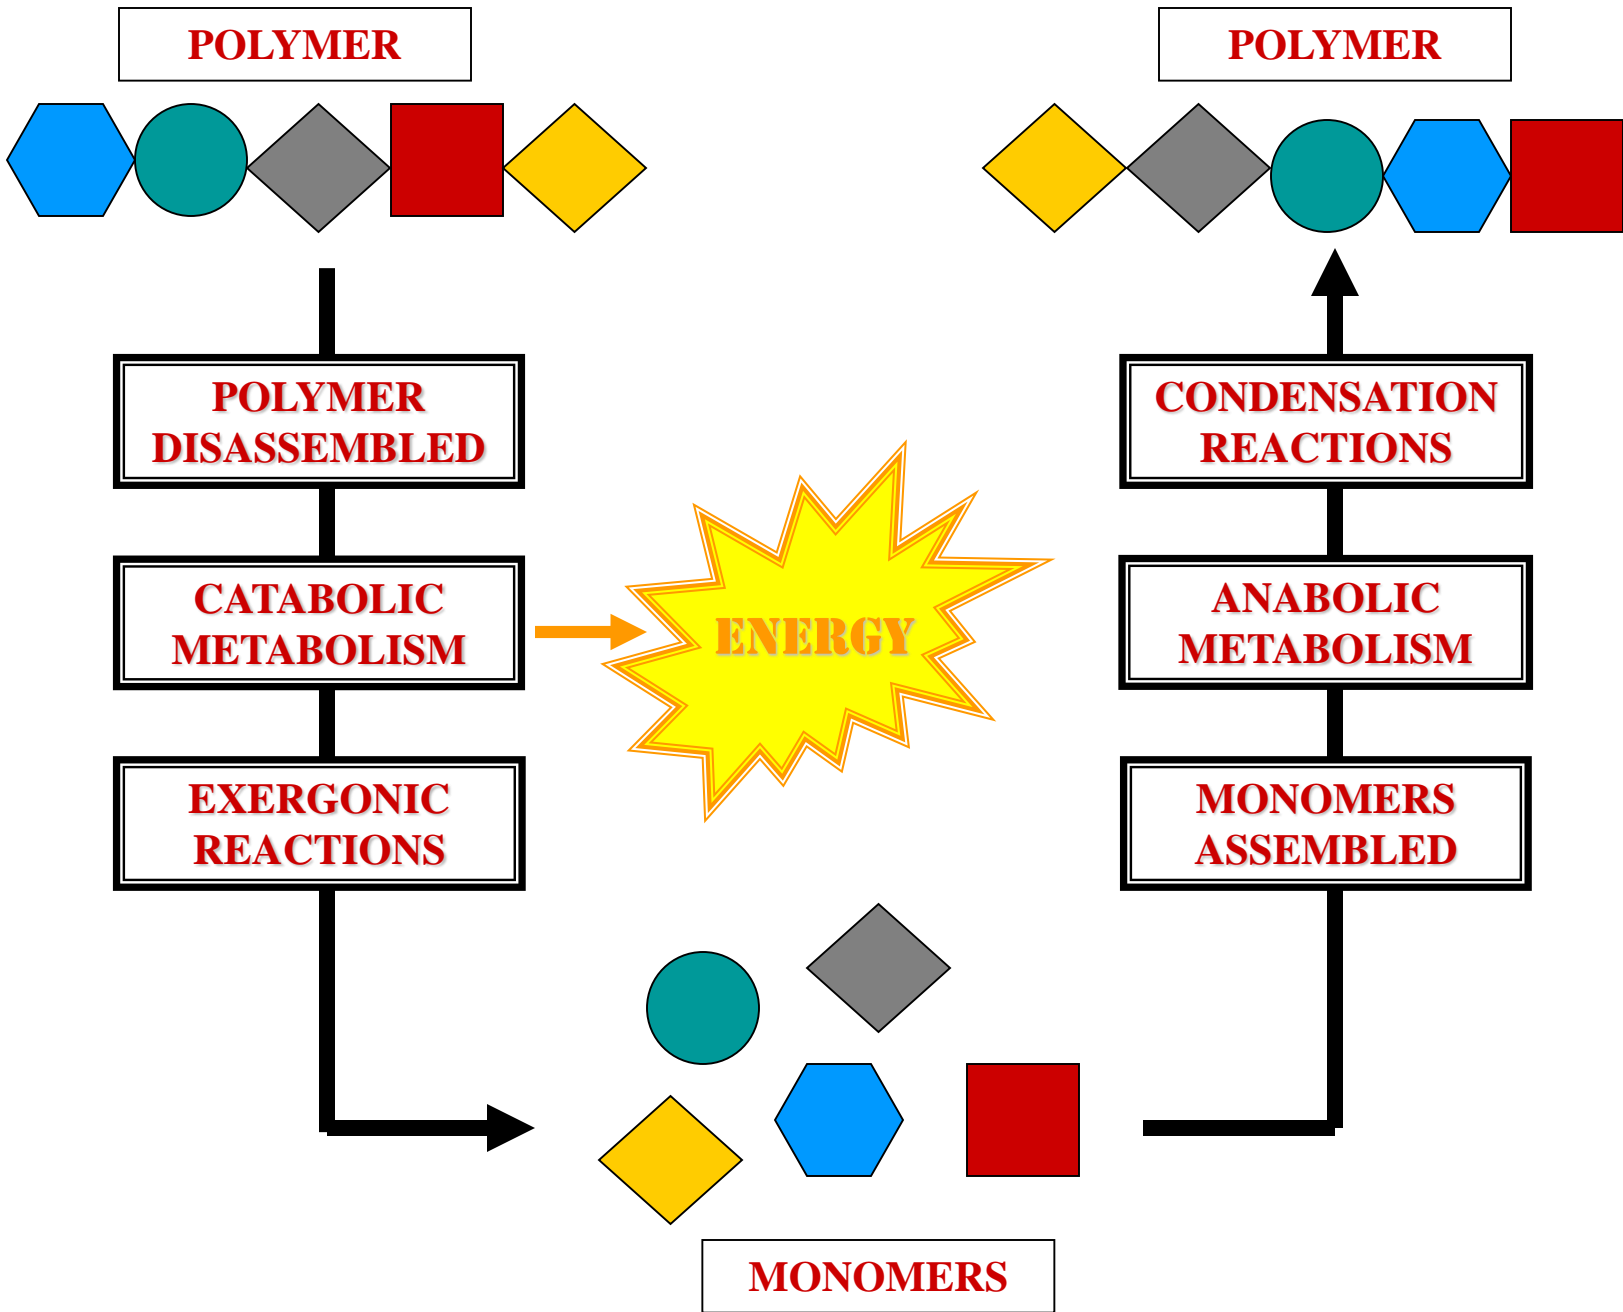 POLYMER
POLYMER
POLYMER
DISASSEMBLED
CATABOLIC
METABOLISM
EXERGONIC
REACTIONS
ENERGY
CONDENSATION
REACTIONS
ANABOLIC
METABOLISM
MONOMERS
ASSEMBLED
MONOMERS